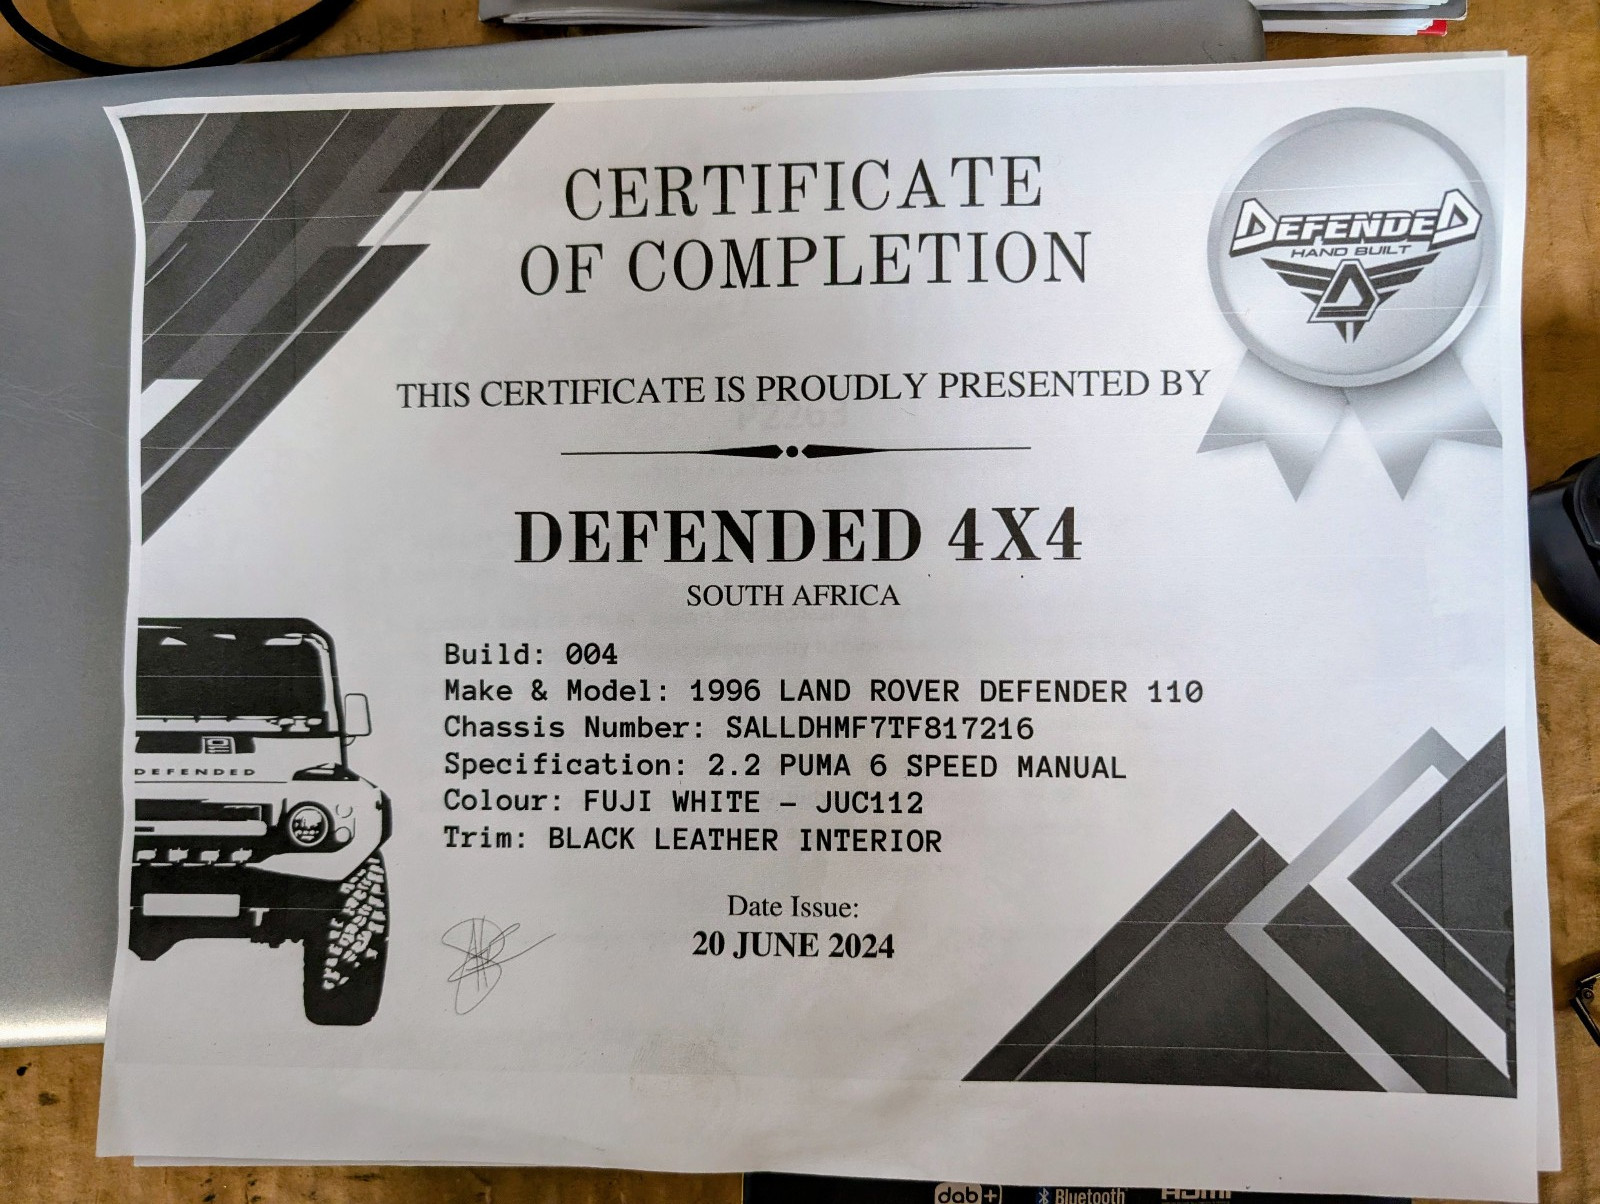 CERTIFICATE
OF COMPLETION
DEFENDED
HAND BUILT
THIS CERTIFICATE IS PROUDLY PRESENTED BY
DEFENDED 4X4
SOUTH AFRICA
Build: 004
Make & Model: 1996 LAND ROVER DEFENDER 110
Chassis Number: SALLDHMF7TF817216
Specification: 2.2 PUMA 6 SPEED MANUAL
Colour: FUJI WHITE – JUC112
Trim: BLACK LEATHER INTERIOR
DEFENDED
Date Issue:
20 JUNE 2024
dab+ Bluetooth HDMI